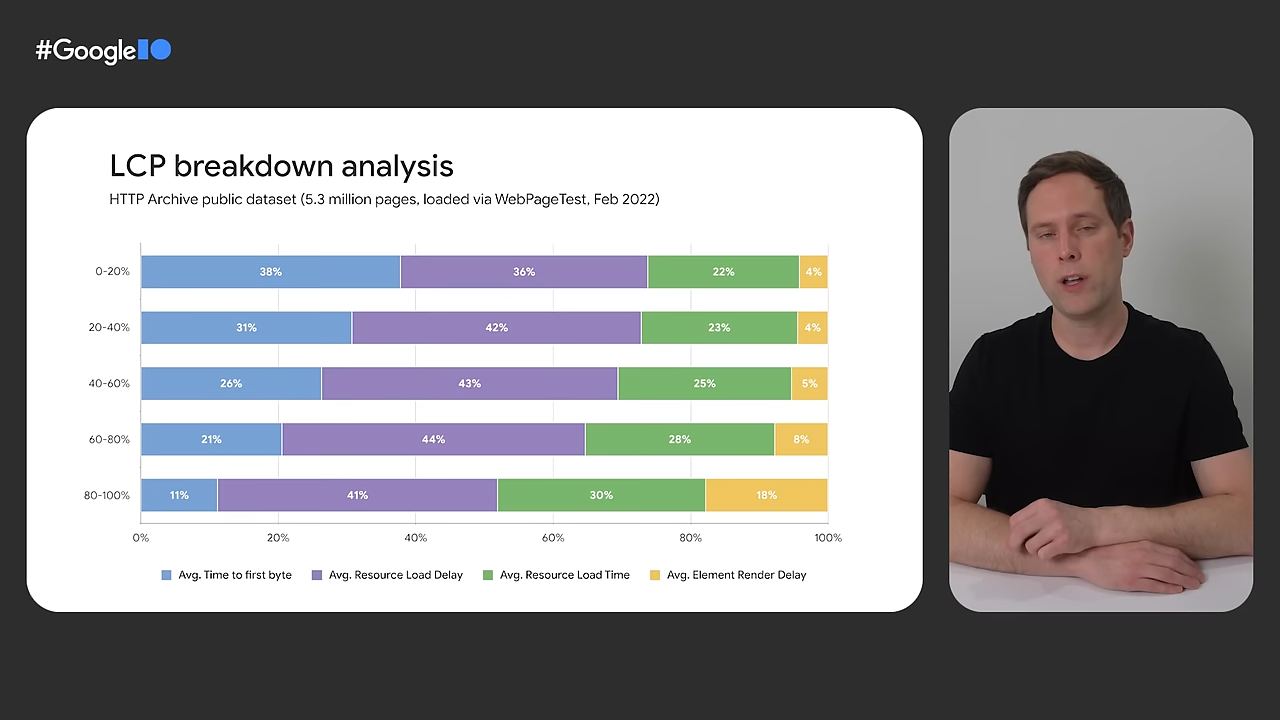 #GoogleIO
LCP breakdown analysis
HTTP Archive public dataset (5.3 million pages, loaded via WebPageTest, Feb 2022)
0-20% 38% 36% 22% 4%
20-40% 31% 42% 23% 4%
40-60% 26% 43% 25% 5%
60-80% 21% 44% 28% 8%
80-100% 11% 41% 30% 18%
0% 20% 40% 60% 80% 100%
Avg. Time to first byte Avg. Resource Load Delay Avg. Resource Load Time Avg. Element Render Delay